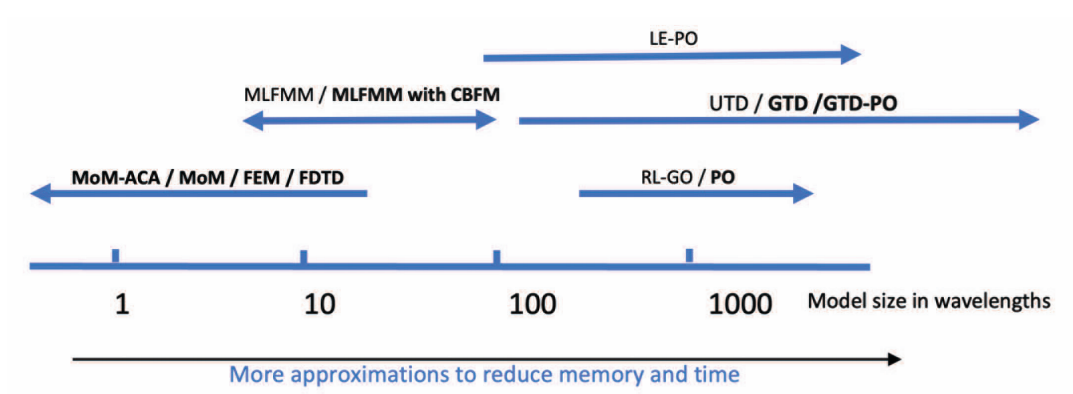 LE-PO
MLFMM / MLFMM with CBFM
UTD / GTD /GTD-PO
MoM-ACA / MoM / FEM / FDTD
RL-GO / PO
1
10
100
1000
Model size in wavelengths
More approximations to reduce memory and time